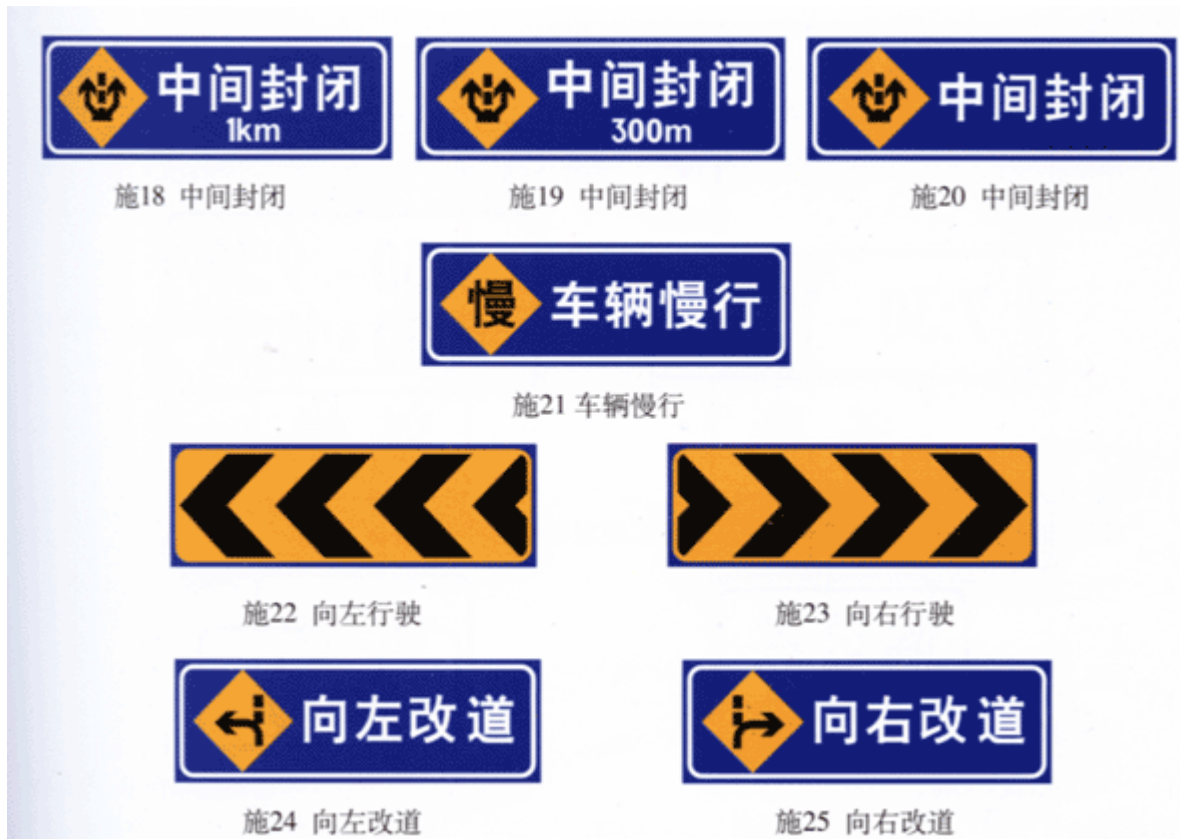 中间封闭
1km
中间封闭
300m
中间封闭
施18 中间封闭
施19 中间封闭
施20 中间封闭
慢 车辆慢行
施21 车辆慢行
施22 向左行驶
施23 向右行驶
向左改道
向右改道
施24 向左改道
施25 向右改道